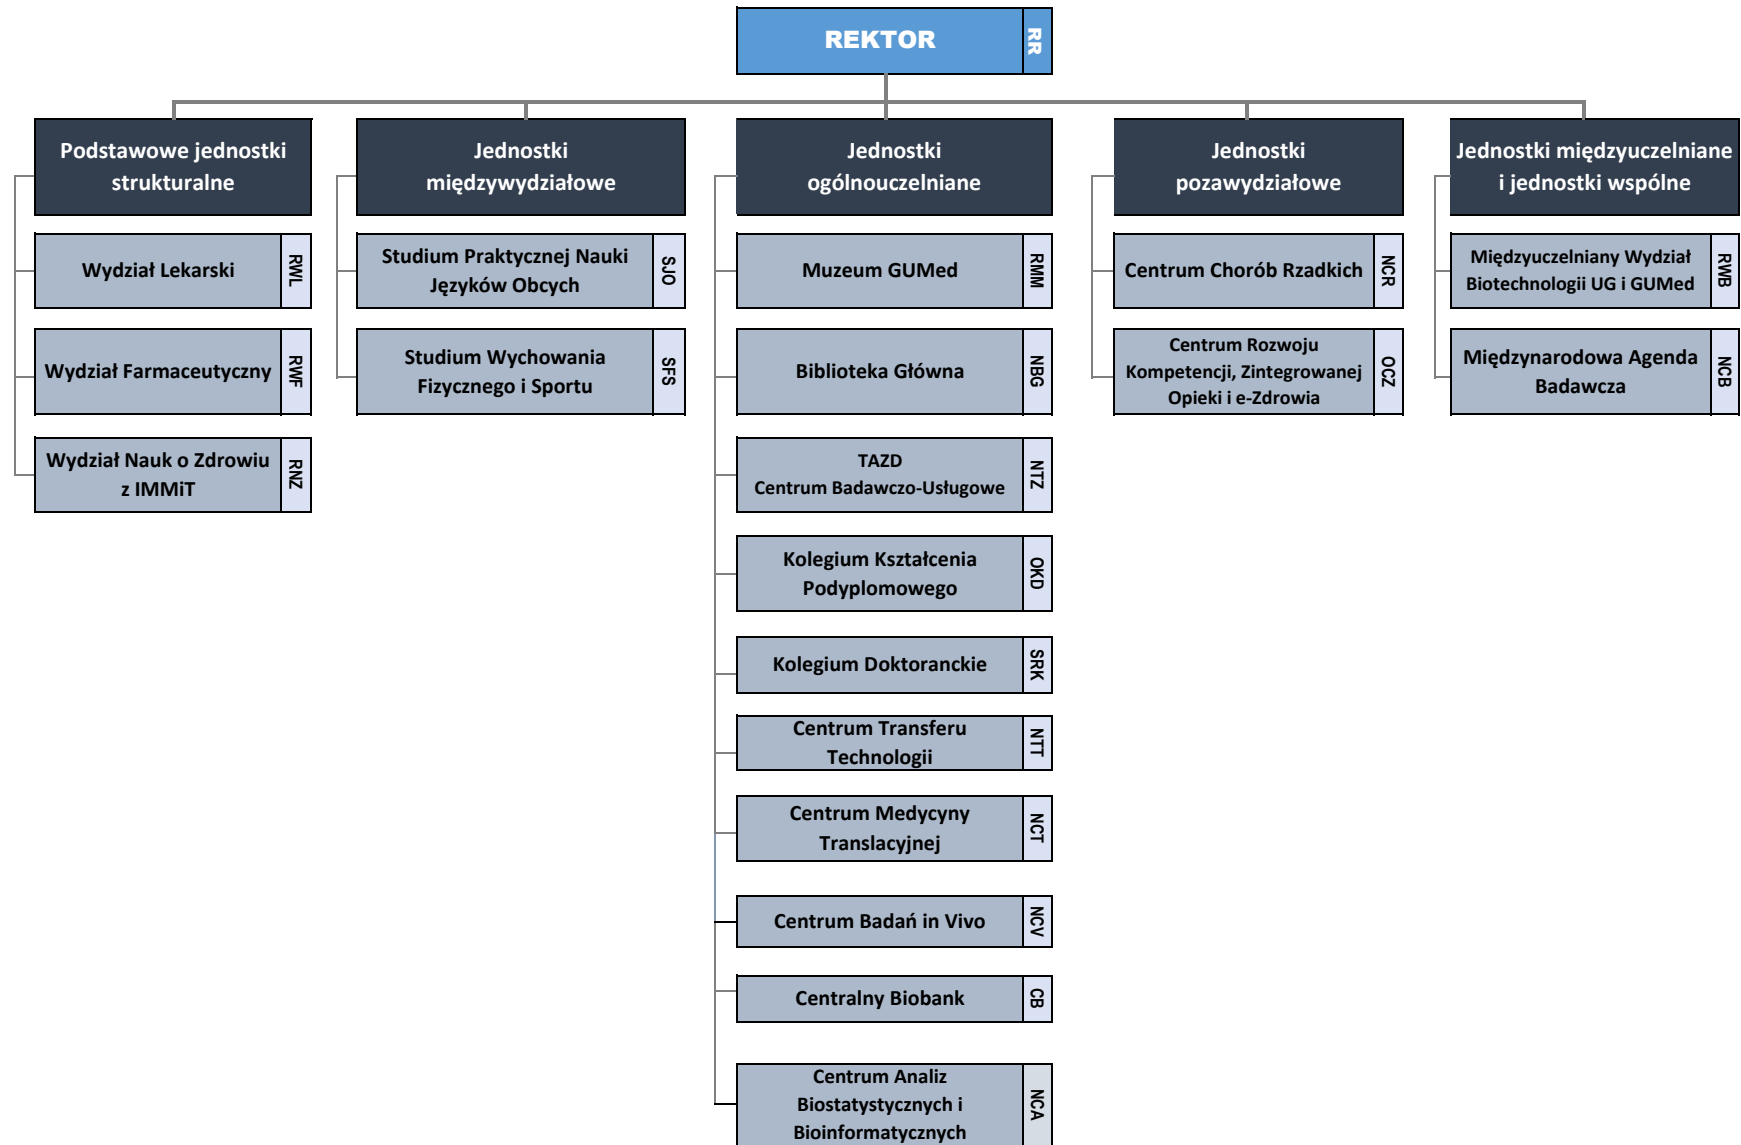 REKTOR
RR
Podstawowe jednostki
strukturalne
Wydział Lekarski
RWL
Wydział Farmaceutyczny
RWF
Wydział Nauk o Zdrowiu
z IMMiT
RNZ
Jednostki
międzywydziałowe
Studium Praktycznej Nauki
Języków Obcych
SJO
Studium Wychowania
Fizycznego i Sportu
SFS
Jednostki
ogólnouczelniane
Muzeum GUMed
RMM
Biblioteka Główna
NBG
TAZD
Centrum Badawczo-Usługowe
NTZ
Kolegium Kształcenia
Podyplomowego
OKD
Kolegium Doktoranckie
SRK
Centrum Transferu
Technologii
NTT
Centrum Medycyny
Translacyjnej
NCT
Centrum Badań in Vivo
NCV
Centralny Biobank
CB
Centrum Analiz
Biostatystycznych i
Bioinformatycznych
NCA
Jednostki
pozawydziałowe
Centrum Chorób Rzadkich
NCR
Centrum Rozwoju
Kompetencji, Zintegrowanej
Opieki i e-Zdrowia
OCZ
Jednostki międzyuczelniane
i jednostki wspólne
Międzyuczelniany Wydział
Biotechnologii UG i GUMed
RWB
Międzynarodowa Agenda
Badawcza
NCB